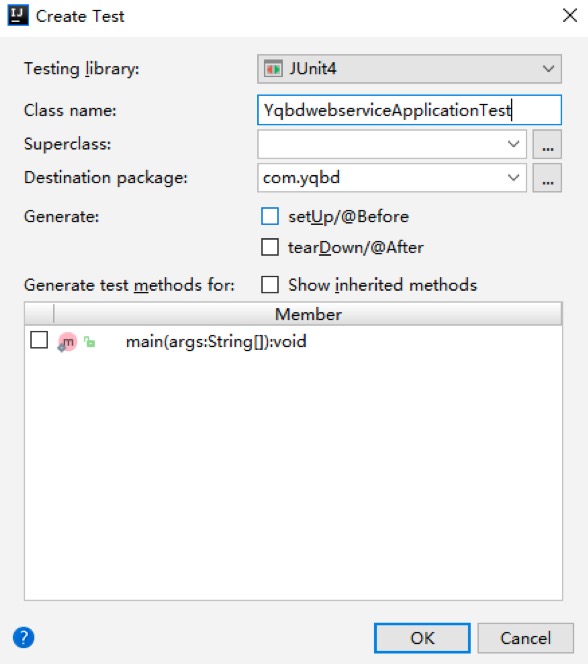 Create Test
Testing library: JUnit4
Class name: YqbdwebserviceApplicationTest
Superclass: ...
Destination package: com.yqbd ...
Generate: setUp/@Before
tearDown/@After
Generate test methods for: Show inherited methods
Member
m main(args:String[]):void
? OK Cancel